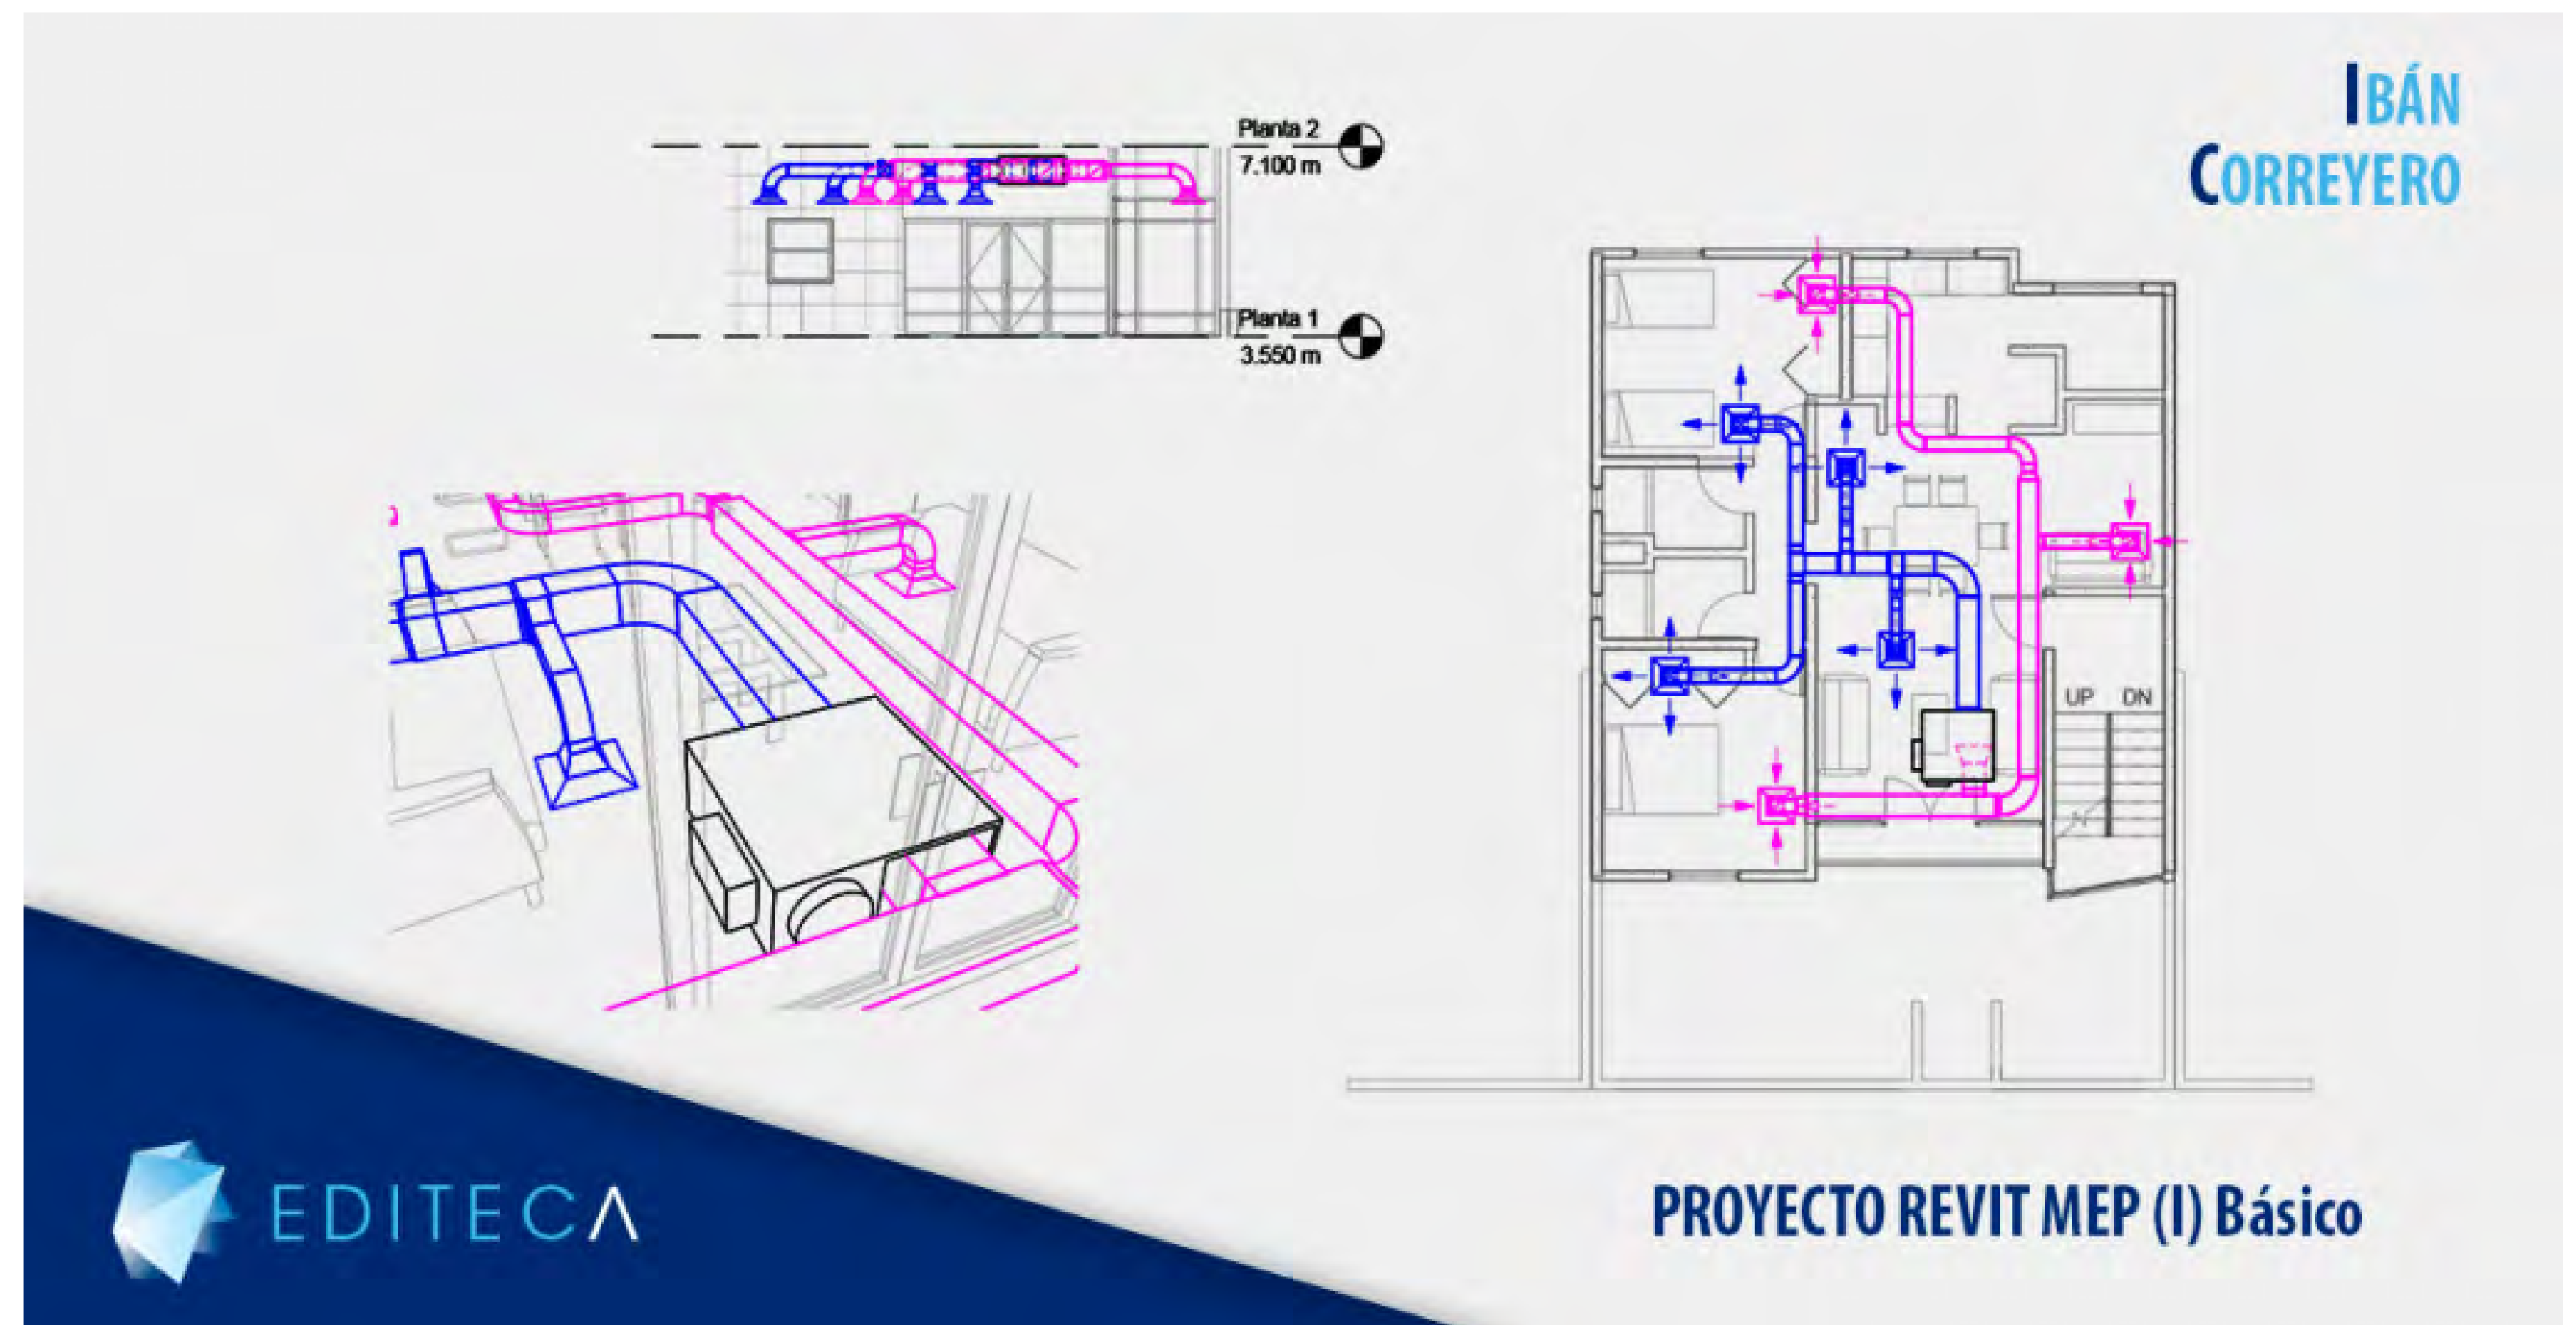 IBÁN
CORREYERO
Planta 2
7.100 m
Planta 1
3.550 m
UP DN
EDITECA
PROYECTO REVIT MEP (I) Básico